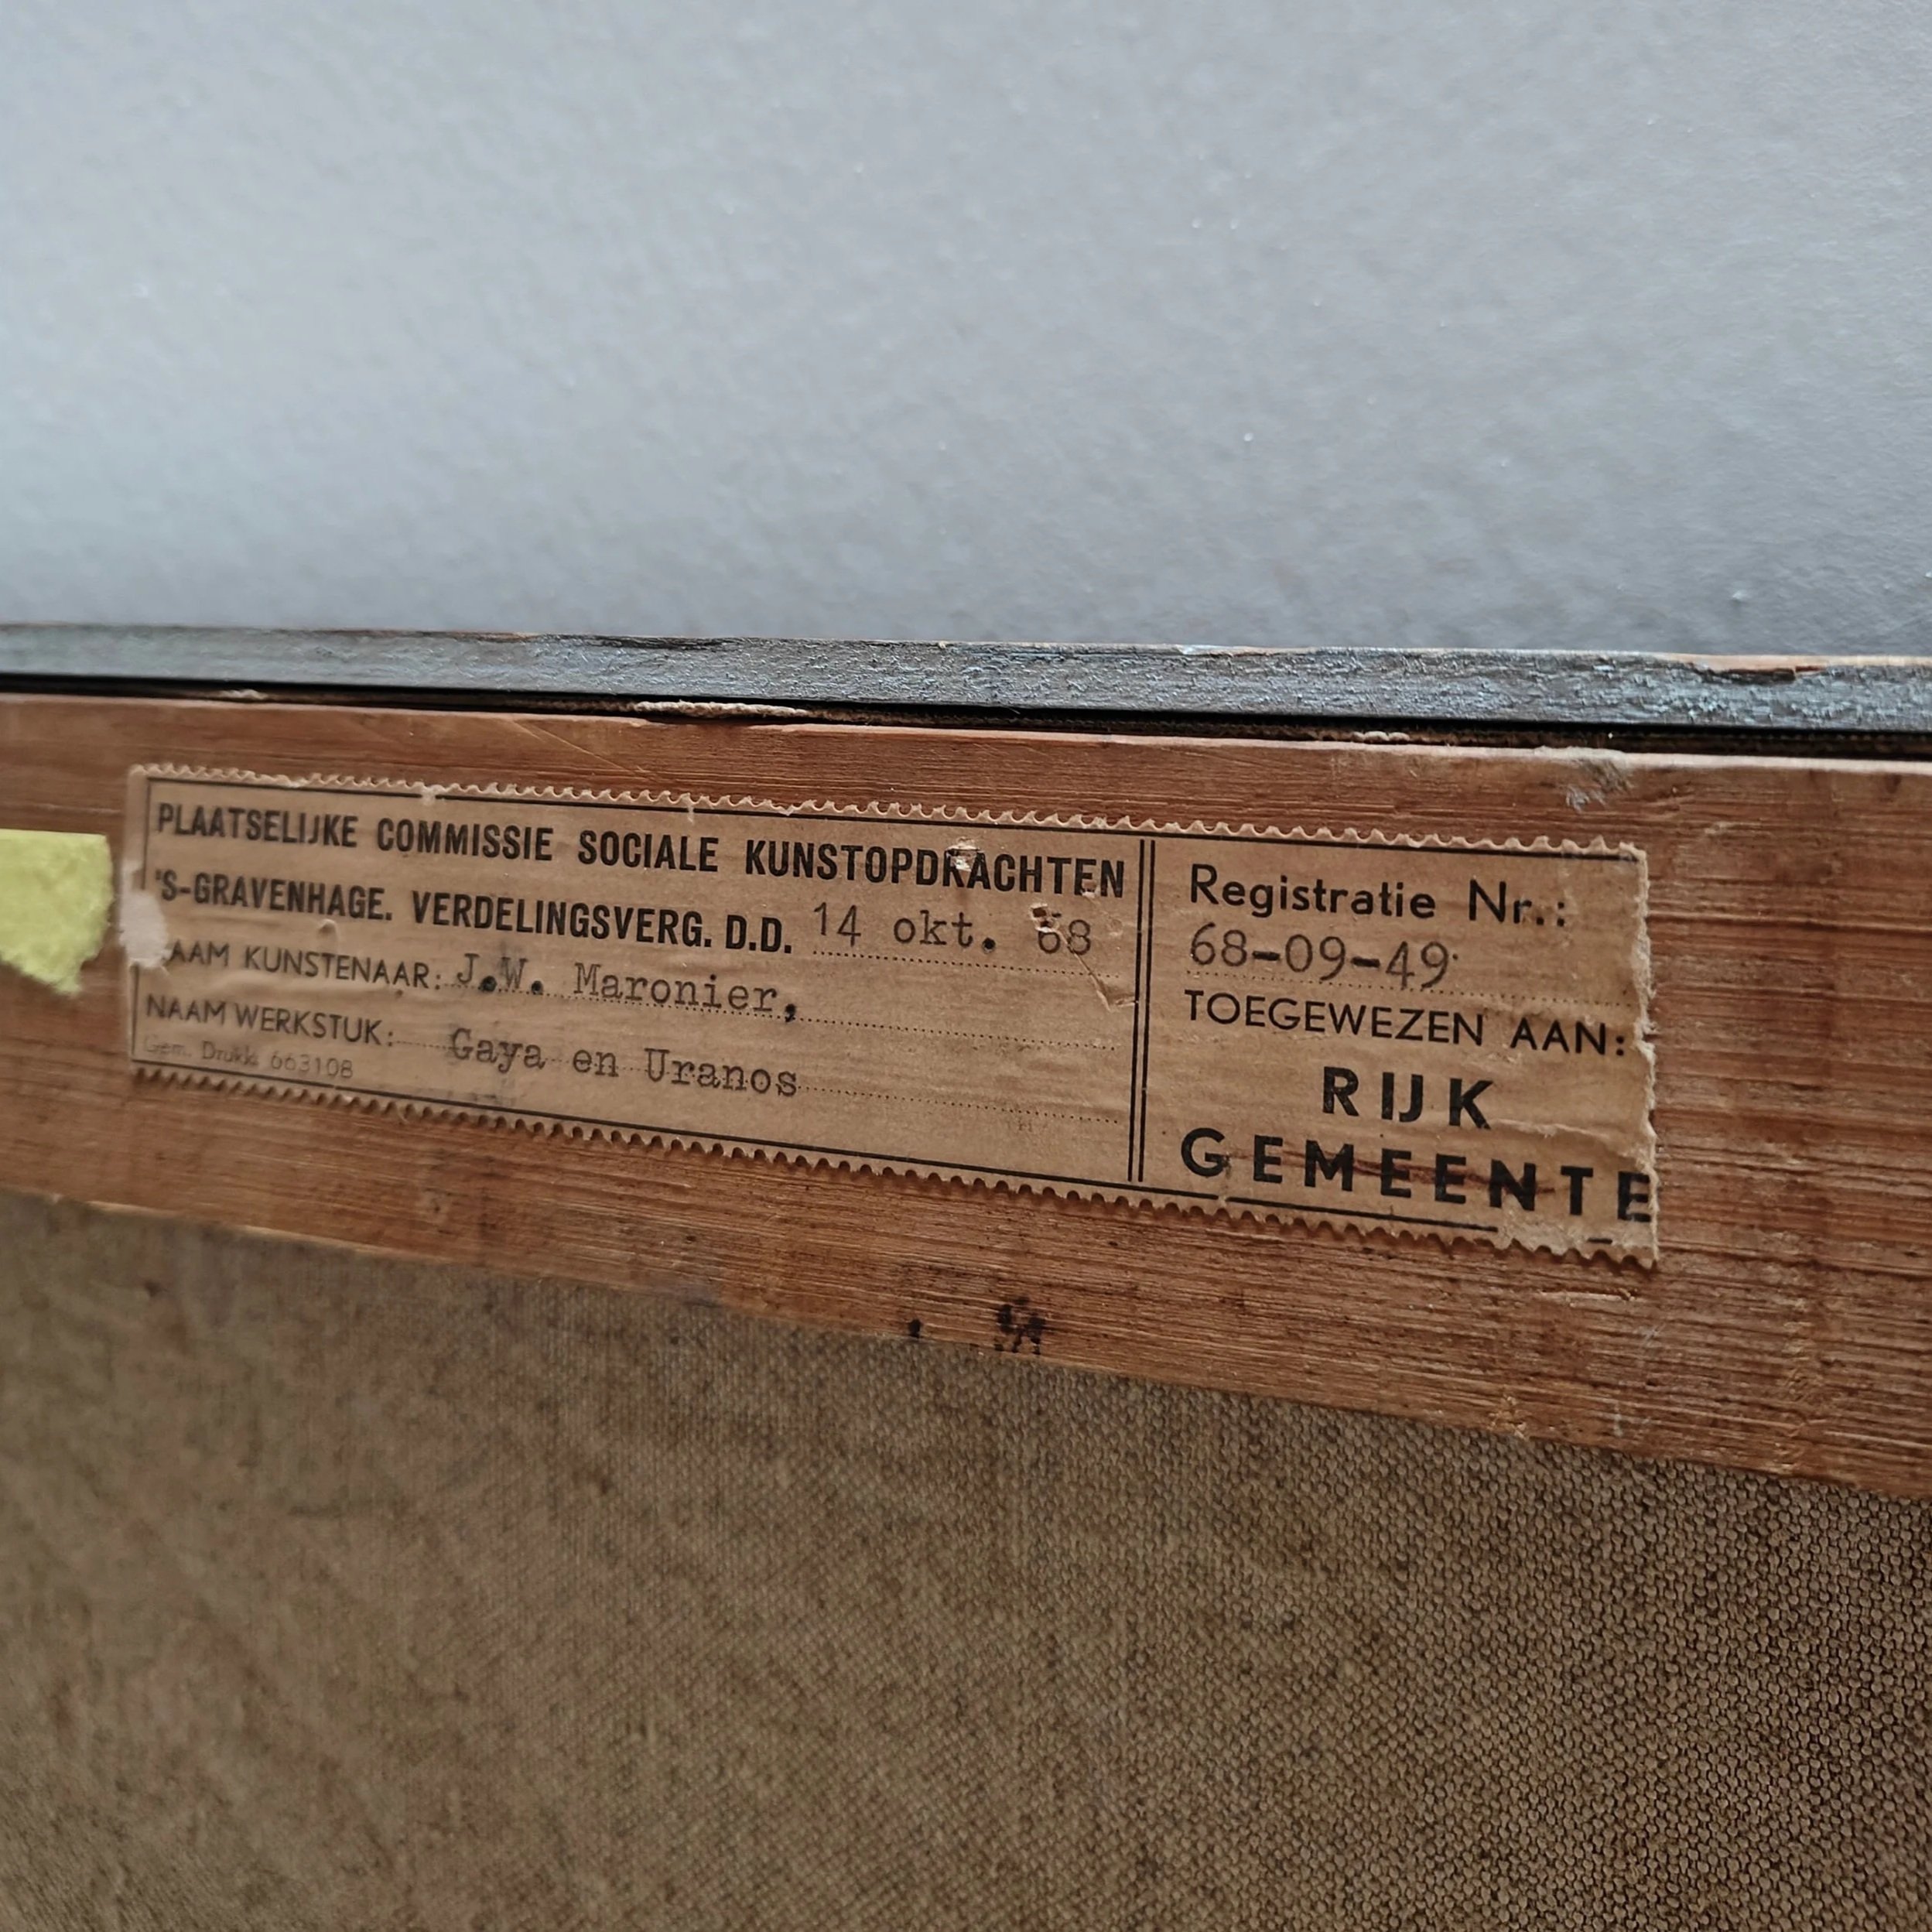 PLAATSELIJKE COMMISSIE SOCIALE KUNSTOPDRACHTEN
'S-GRAVENHAGE. VERDELINGSVERG. D.D. 14 okt. 68
AAM KUNSTENAAR: J.W. Maronier,
NAAM WERKSTUK: Gaya en Uranos
Gem. Drukk. 663108
Registratie Nr.:
68-09-49
TOEGEWEZEN AAN:
RIJK
GEMEENTE